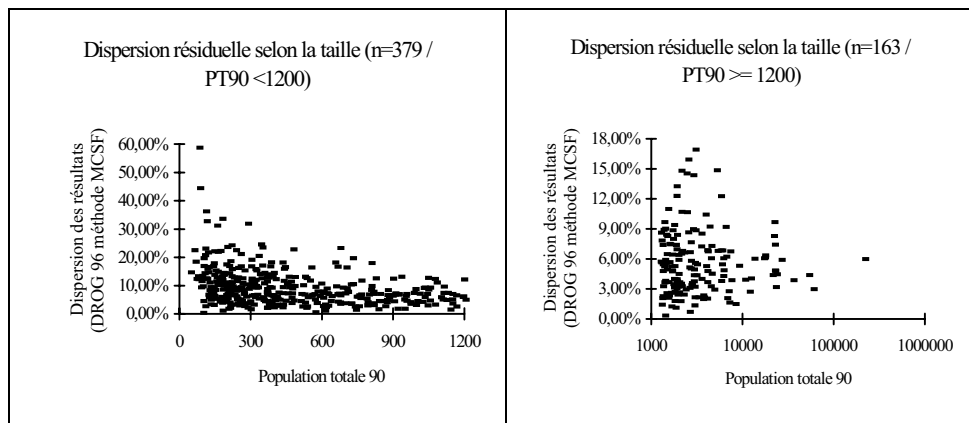 Dispersion résiduelle selon la taille (n=379 /
PT90 <1200)
Dispersion des résultats
(DROG 96 méthode MCSF)
60,00%
50,00%
40,00%
30,00%
20,00%
10,00%
0,00%
0
300
600
900
1200
Population totale 90
Dispersion résiduelle selon la taille (n=163 /
PT90 >= 1200)
Dispersion des résultats
(DROG 96 méthode MCSF)
18,00%
15,00%
12,00%
9,00%
6,00%
3,00%
0,00%
1000
10000
100000
1000000
Population totale 90